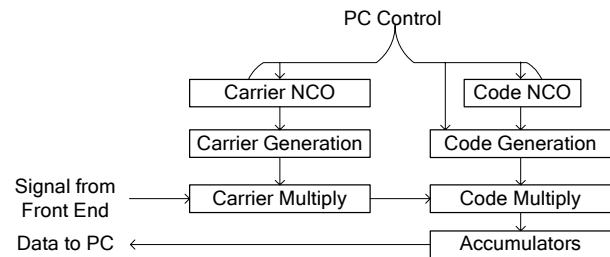 PC Control
Carrier NCO
Code NCO
Carrier Generation
Code Generation
Signal from
Front End
Carrier Multiply
Code Multiply
Data to PC
Accumulators